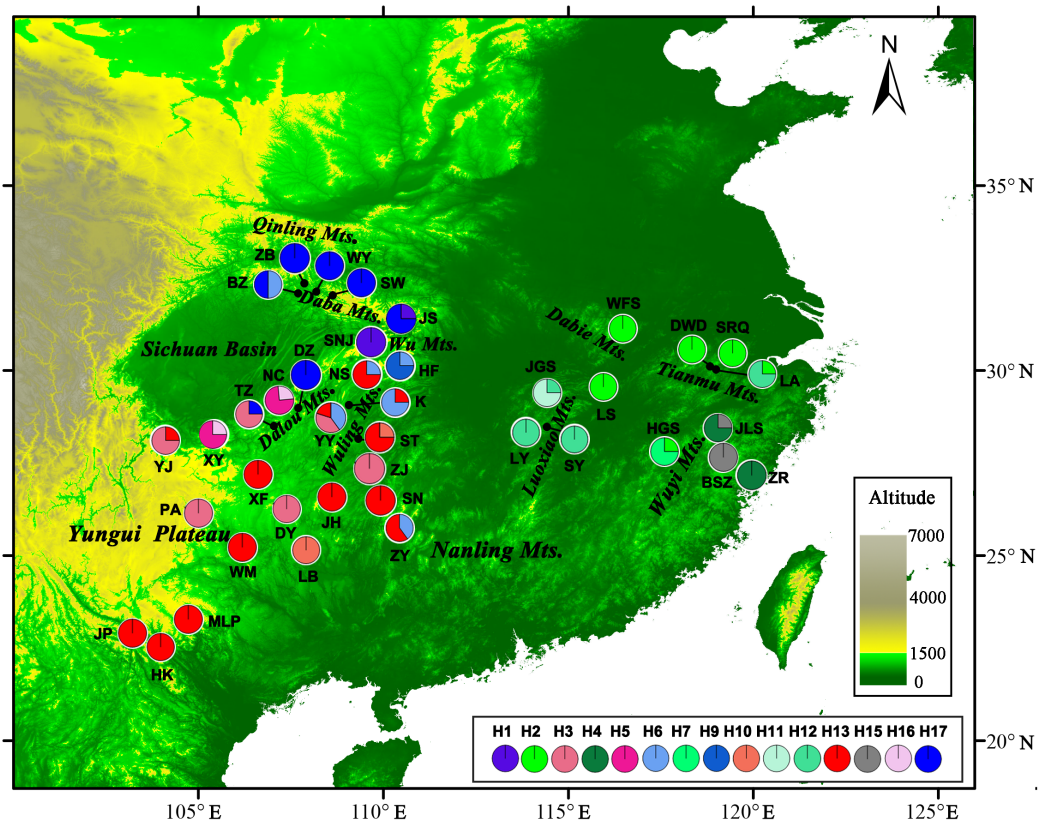 N
35° N
30° N
25° N
20° N
105° E
110° E
115° E
120° E
125° E
Qinling Mts.
ZB
WY
BZ
SW
Daba Mts.
JS
SNJ
Wu Mts.
Sichuan Basin
DZ
NS
HF
NC
TZ
K
Dalou Mts.
YY
Wuling Mts.
ST
YJ
XY
ZJ
XF
SN
JH
PA
DY
ZY
Yungui Plateau
WM
LB
Nanling Mts.
JP
MLP
HK
WFS
Dabie Mts.
DWD
SRQ
Tianmu Mts.
LA
JGS
LS
LY
SY
Luoxiao Mts.
HGS
JLS
Wuyi Mts.
BSZ
ZR
Altitude
7000
4000
1500
0
H1 H2 H3 H4 H5 H6 H7 H9 H10 H11 H12 H13 H15 H16 H17